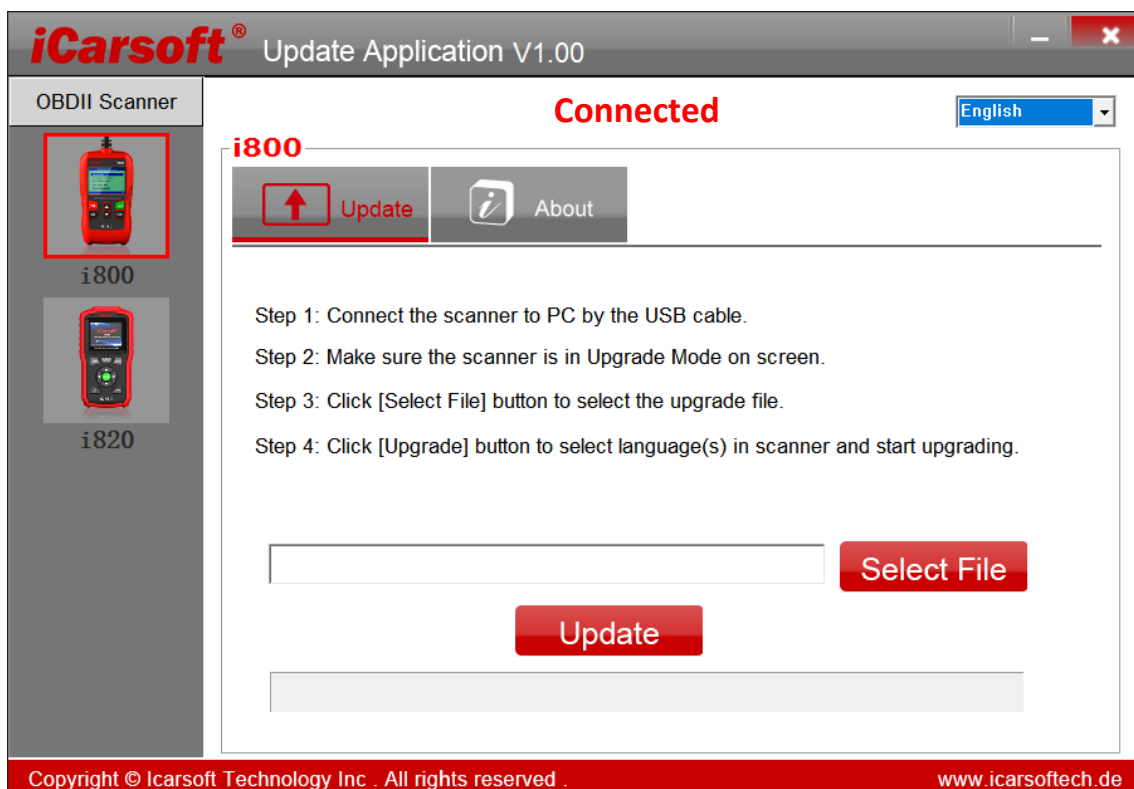 iCarsoft® Update Application V1.00
OBDII Scanner
Connected
English
i800
i800
Update
About
i820
Step 1: Connect the scanner to PC by the USB cable.
Step 2: Make sure the scanner is in Upgrade Mode on screen.
Step 3: Click [Select File] button to select the upgrade file.
Step 4: Click [Upgrade] button to select language(s) in scanner and start upgrading.
Select File
Update
Copyright © Icarsoft Technology Inc . All rights reserved .
www.icarsoftech.de